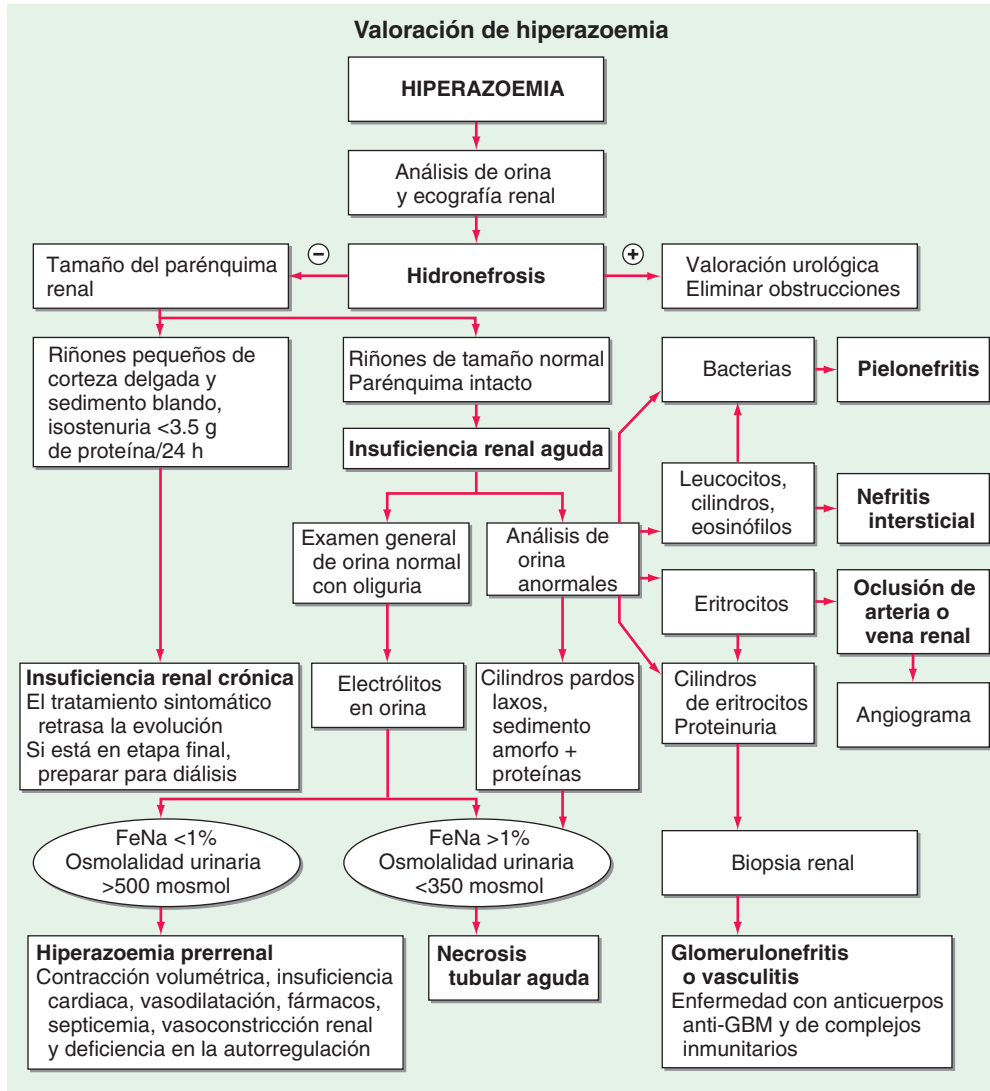 Valoración de hiperazoemia
HIPERAZOEMIA
Análisis de orina
y ecografía renal
Tamaño del parénquima
renal
−
Hidronefrosis
+
Valoración urológica
Eliminar obstrucciones
Riñones pequeños de
corteza delgada y
sedimento blando,
isostenuria <3.5 g
de proteína/24 h
Riñones de tamaño normal
Parénquima intacto
Bacterias
Pielonefritis
Insuficiencia renal aguda
Leucocitos,
cilindros,
eosinófilos
Nefritis
intersticial
Examen general
de orina normal
con oliguria
Análisis de
orina
anormales
Eritrocitos
Oclusión de
arteria o
vena renal
Insuficiencia renal crónica
El tratamiento sintomático
retrasa la evolución
Si está en etapa final,
preparar para diálisis
Electrólitos
en orina
Cilindros pardos
laxos,
sedimento
amorfo +
proteínas
Cilindros
de eritrocitos
Proteinuria
Angiograma
FeNa <1%
Osmolalidad urinaria
>500 mosmol
FeNa >1%
Osmolalidad urinaria
<350 mosmol
Biopsia renal
Hiperazoemia prerrenal
Contracción volumétrica, insuficiencia
cardiaca, vasodilatación, fármacos,
septicemia, vasoconstricción renal
y deficiencia en la autorregulación
Necrosis
tubular aguda
Glomerulonefritis
o vasculitis
Enfermedad con anticuerpos
anti-GBM y de complejos
inmunitarios